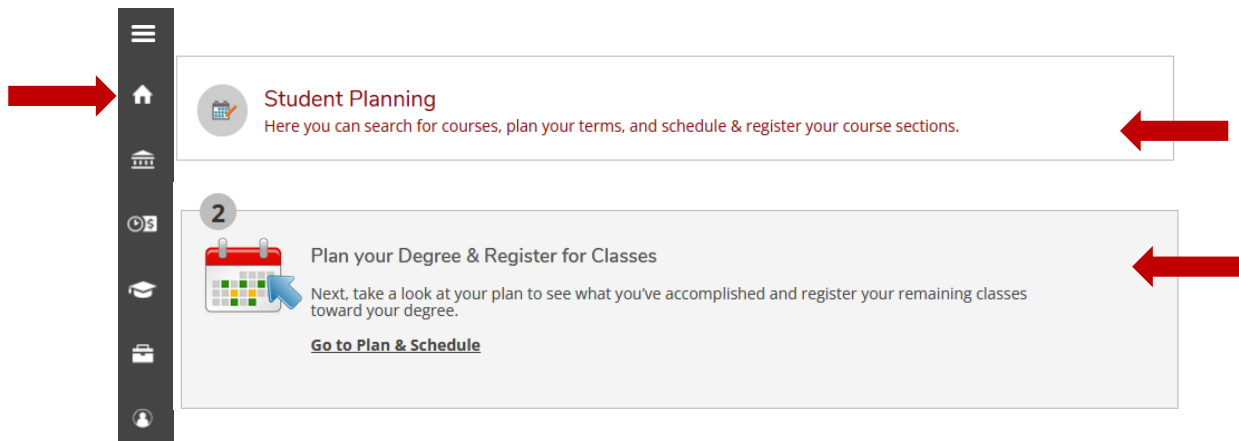 Student Planning
Here you can search for courses, plan your terms, and schedule & register your course sections.
$
2
Plan your Degree & Register for Classes
Next, take a look at your plan to see what you've accomplished and register your remaining classes
toward your degree.
Go to Plan & Schedule